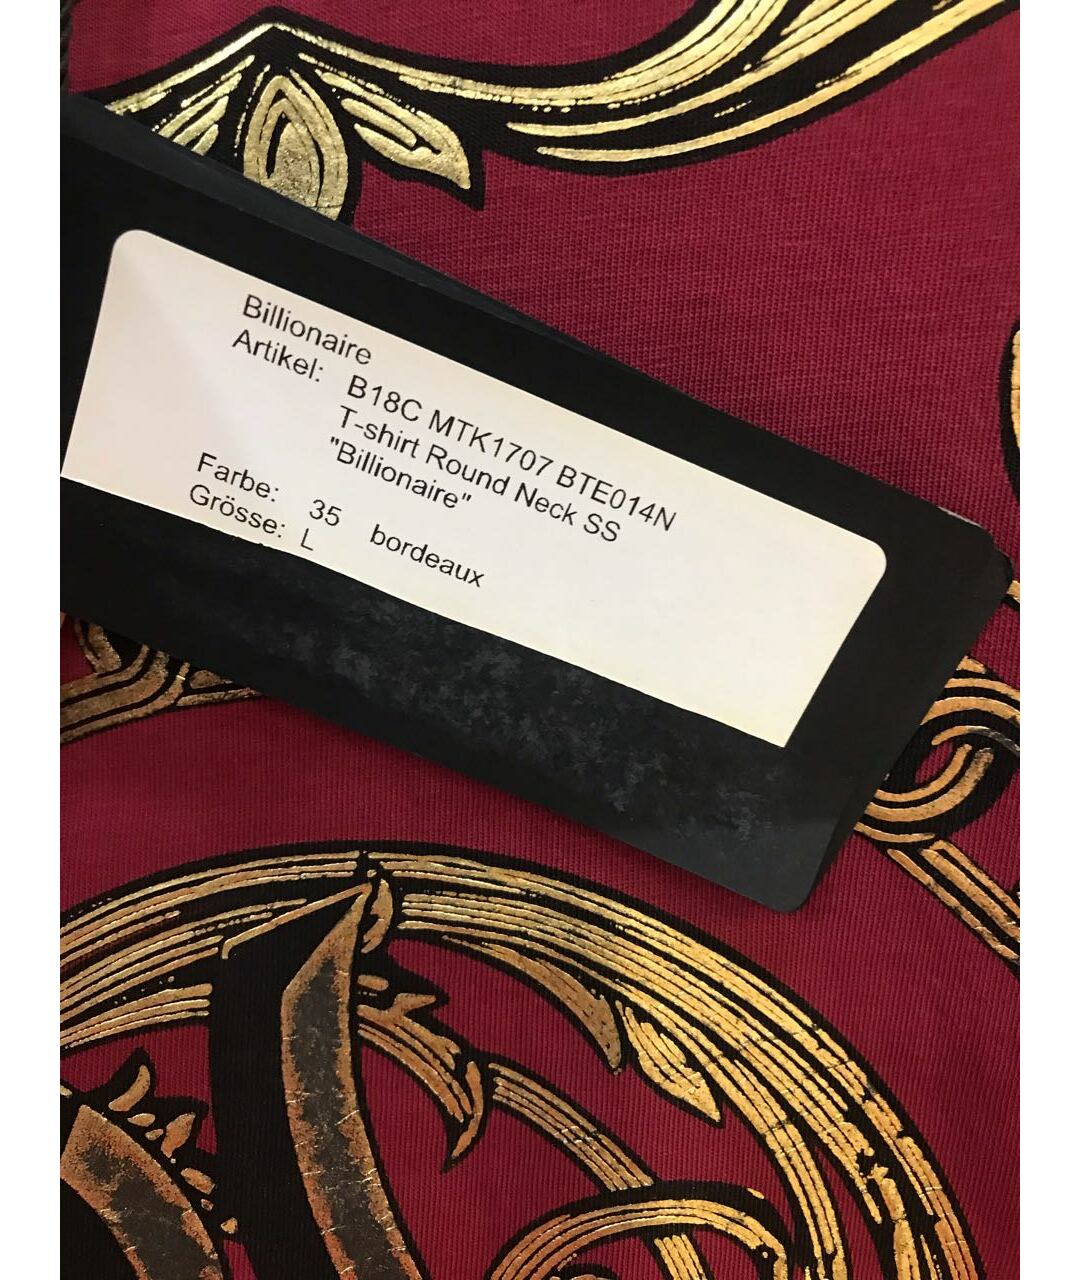 Billionaire
Artikel: B18C MTK1707 BTE014N
T-shirt Round Neck SS
"Billionaire"
Farbe: 35 bordeaux
Grösse: L